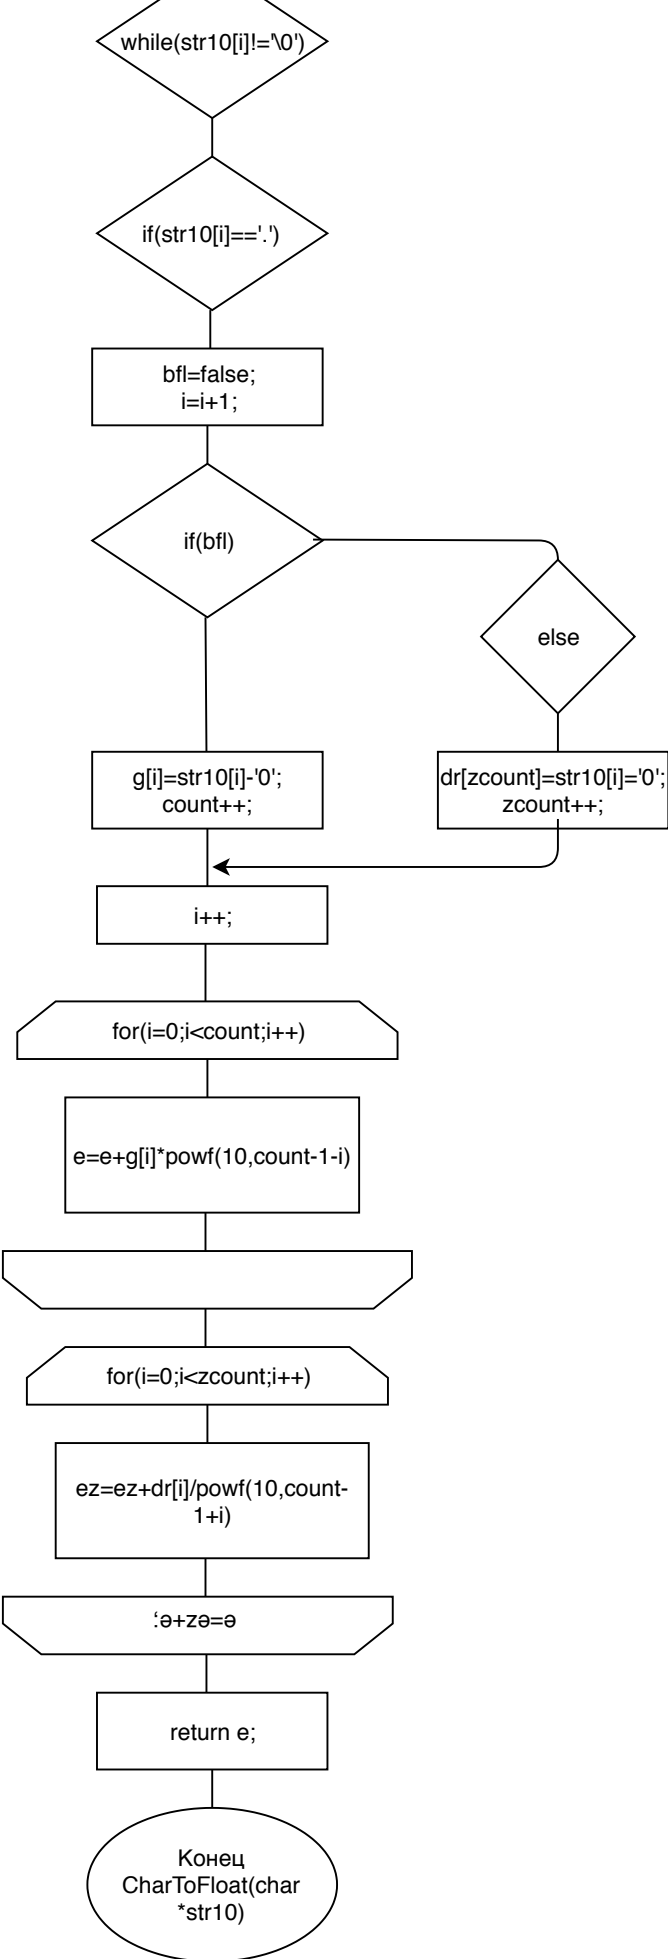 while(str10[i]!='\0')
if(str10[i]=='.')
bfl=false;
i=i+1;
if(bfl)
else
g[i]=str10[i]-'0';
count++;
dr[zcount]=str10[i]='0';
zcount++;
i++;
for(i=0;i<count;i++)
e=e+g[i]*powf(10,count-1-i)
for(i=0;i<zcount;i++)
ez=ez+dr[i]/powf(10,count-
1+i)
e=ez+e;
return e;
Конец
CharToFloat(char
*str10)